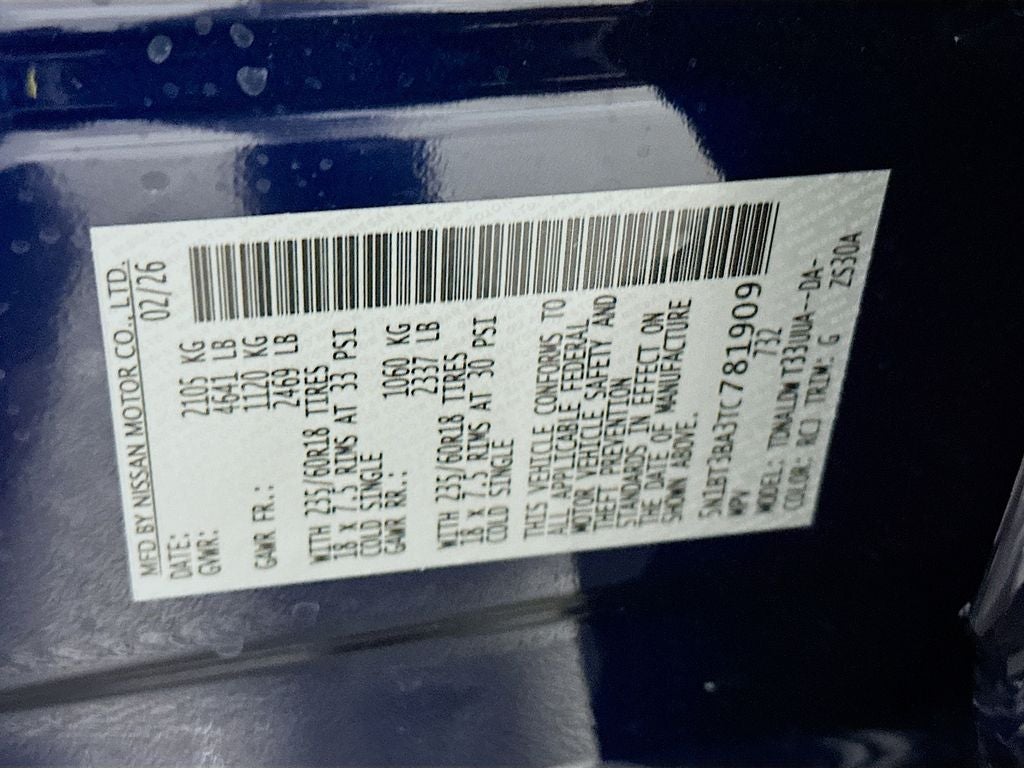 MFD BY NISSAN MOTOR CO., LTD.
DATE: 02/26
GVWR: 2105 KG
4641 LB
GAWR FR.: 1120 KG
2469 LB
WITH 235/60R18 TIRES
18 X 7.5 RIMS AT 33 PSI
COLD SINGLE
GAWR RR.: 1060 KG
2337 LB
WITH 235/60R18 TIRES
18 X 7.5 RIMS AT 30 PSI
COLD SINGLE
THIS VEHICLE CONFORMS TO
ALL APPLICABLE FEDERAL
MOTOR VEHICLE SAFETY AND
THEFT PREVENTION
STANDARDS IN EFFECT ON
THE DATE OF MANUFACTURE
SHOWN ABOVE.
5N1BT3BA3TC781909
MPV 732
MODEL: TDNALDWT33UUA--DA-
COLOR: RCJ TRIM: G ZS30A